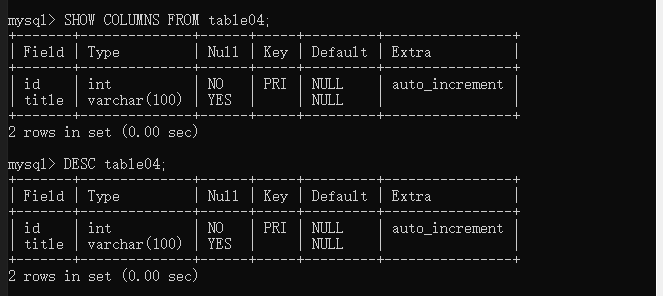 mysql> SHOW COLUMNS FROM table04;
+-------+--------------+------+-----+---------+----------------+
| Field | Type         | Null | Key | Default | Extra          |
+-------+--------------+------+-----+---------+----------------+
| id    | int          | NO   | PRI | NULL    | auto_increment |
| title | varchar(100) | YES  |     | NULL    |                |
+-------+--------------+------+-----+---------+----------------+
2 rows in set (0.00 sec)
mysql> DESC table04;
+-------+--------------+------+-----+---------+----------------+
| Field | Type         | Null | Key | Default | Extra          |
+-------+--------------+------+-----+---------+----------------+
| id    | int          | NO   | PRI | NULL    | auto_increment |
| title | varchar(100) | YES  |     | NULL    |                |
+-------+--------------+------+-----+---------+----------------+
2 rows in set (0.00 sec)